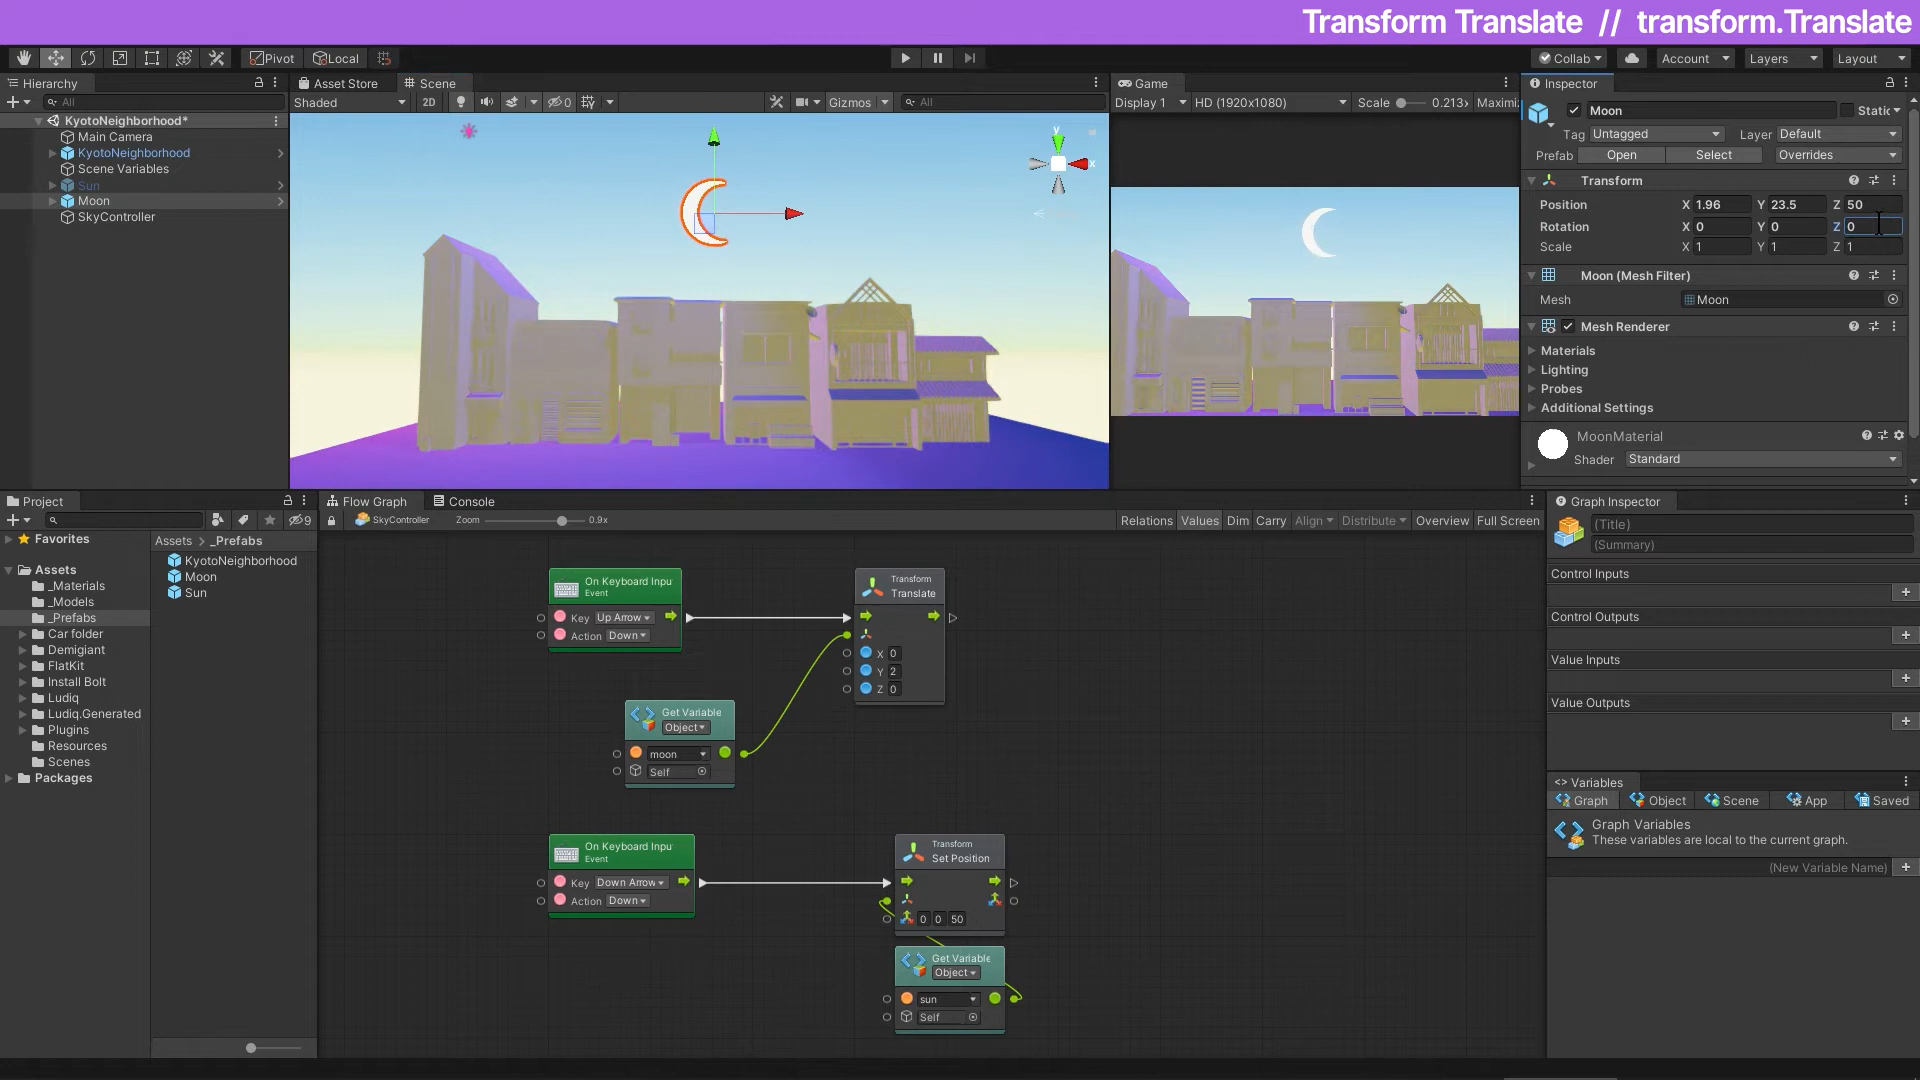 Transform Translate // transform.Translate
Pivot Local Collab Account Layers Layout
Hierarchy
All
KyotoNeighborhood*
Main Camera
KyotoNeighborhood
Scene Variables
Sun
Moon
SkyController
Asset Store Scene
Shaded 2D 0 Gizmos All
y
x
Game
Display 1 HD (1920x1080) Scale 0.213x Maximi
Inspector
Moon Static
Tag Untagged Layer Default
Prefab Open Select Overrides
Transform
Position X 1.96 Y 23.5 Z 50
Rotation X 0 Y 0 Z 0
Scale X 1 Y 1 Z 1
Moon (Mesh Filter)
Mesh Moon
Mesh Renderer
Materials
Lighting
Probes
Additional Settings
MoonMaterial
Shader Standard
Project
9
Favorites
Assets
_Materials
_Models
_Prefabs
Car folder
Demigiant
FlatKit
Install Bolt
Ludiq
Ludiq.Generated
Plugins
Resources
Scenes
Packages
Assets > _Prefabs
KyotoNeighborhood
Moon
Sun
Flow Graph Console
SkyController Zoom 0.9x Relations Values Dim Carry Align Distribute Overview Full Screen
On Keyboard Inpu
Event
Key Up Arrow
Action Down
Transform
Translate
X 0
Y 2
Z 0
Get Variable
Object
moon
Self
On Keyboard Inpu
Event
Key Down Arrow
Action Down
Transform
Set Position
0 0 50
Get Variable
Object
sun
Self
Graph Inspector
(Title)
(Summary)
Control Inputs
Control Outputs
Value Inputs
Value Outputs
Variables
Graph Object Scene App Saved
Graph Variables
These variables are local to the current graph.
(New Variable Name)